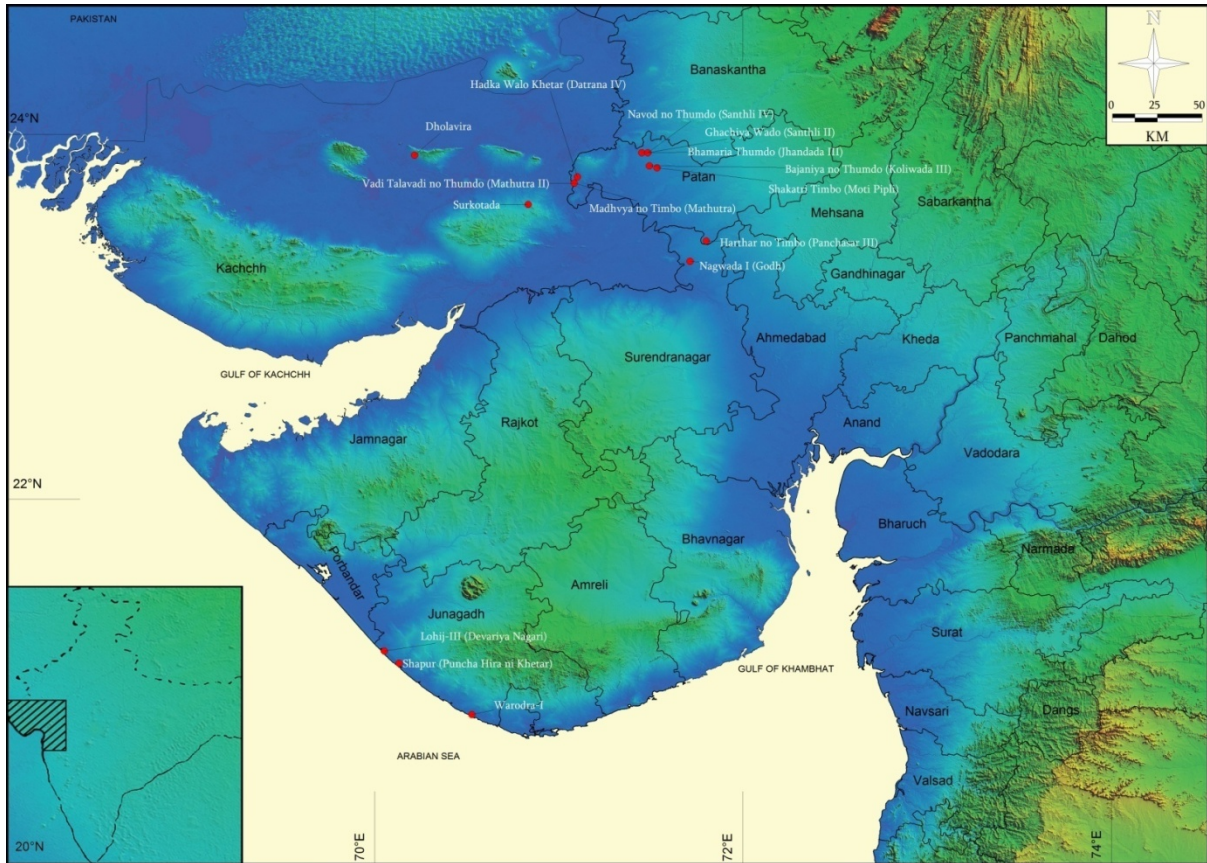 PAKISTAN
N
0 25 50
KM
Banaskantha
Hadka Walo Khetar (Datrana IV)
24°N
Navod no Thumdo (Santhli IV)
Dholavira
Ghachiya Wado (Santhli II)
Bhamaria Thumdo (Jhandada III)
Bajaniya no Thumdo (Koliwada III)
Patan
Vadi Talavadi no Thumdo (Mathutra II)
Shakatri Timbo (Moti Pipli)
Surkotada
Madhvya no Timbo (Mathutra)
Mehsana
Sabarkantha
Harthar no Timbo (Panchasar III)
Kachchh
Nagwada I (Godh)
Gandhinagar
Ahmedabad
Kheda
Panchmahal
Dahod
Surendranagar
GULF OF KACHCHH
Rajkot
Anand
Jamnagar
Vadodara
22°N
Bharuch
Bhavnagar
Narmada
Porbandar
Amreli
Junagadh
Surat
Lohij-III (Devariya Nagari)
Shapur (Puncha Hira ni Khetar)
GULF OF KHAMBHAT
Warodra-I
Navsari
Dangs
ARABIAN SEA
Valsad
20°N
70°E
72°E
74°E